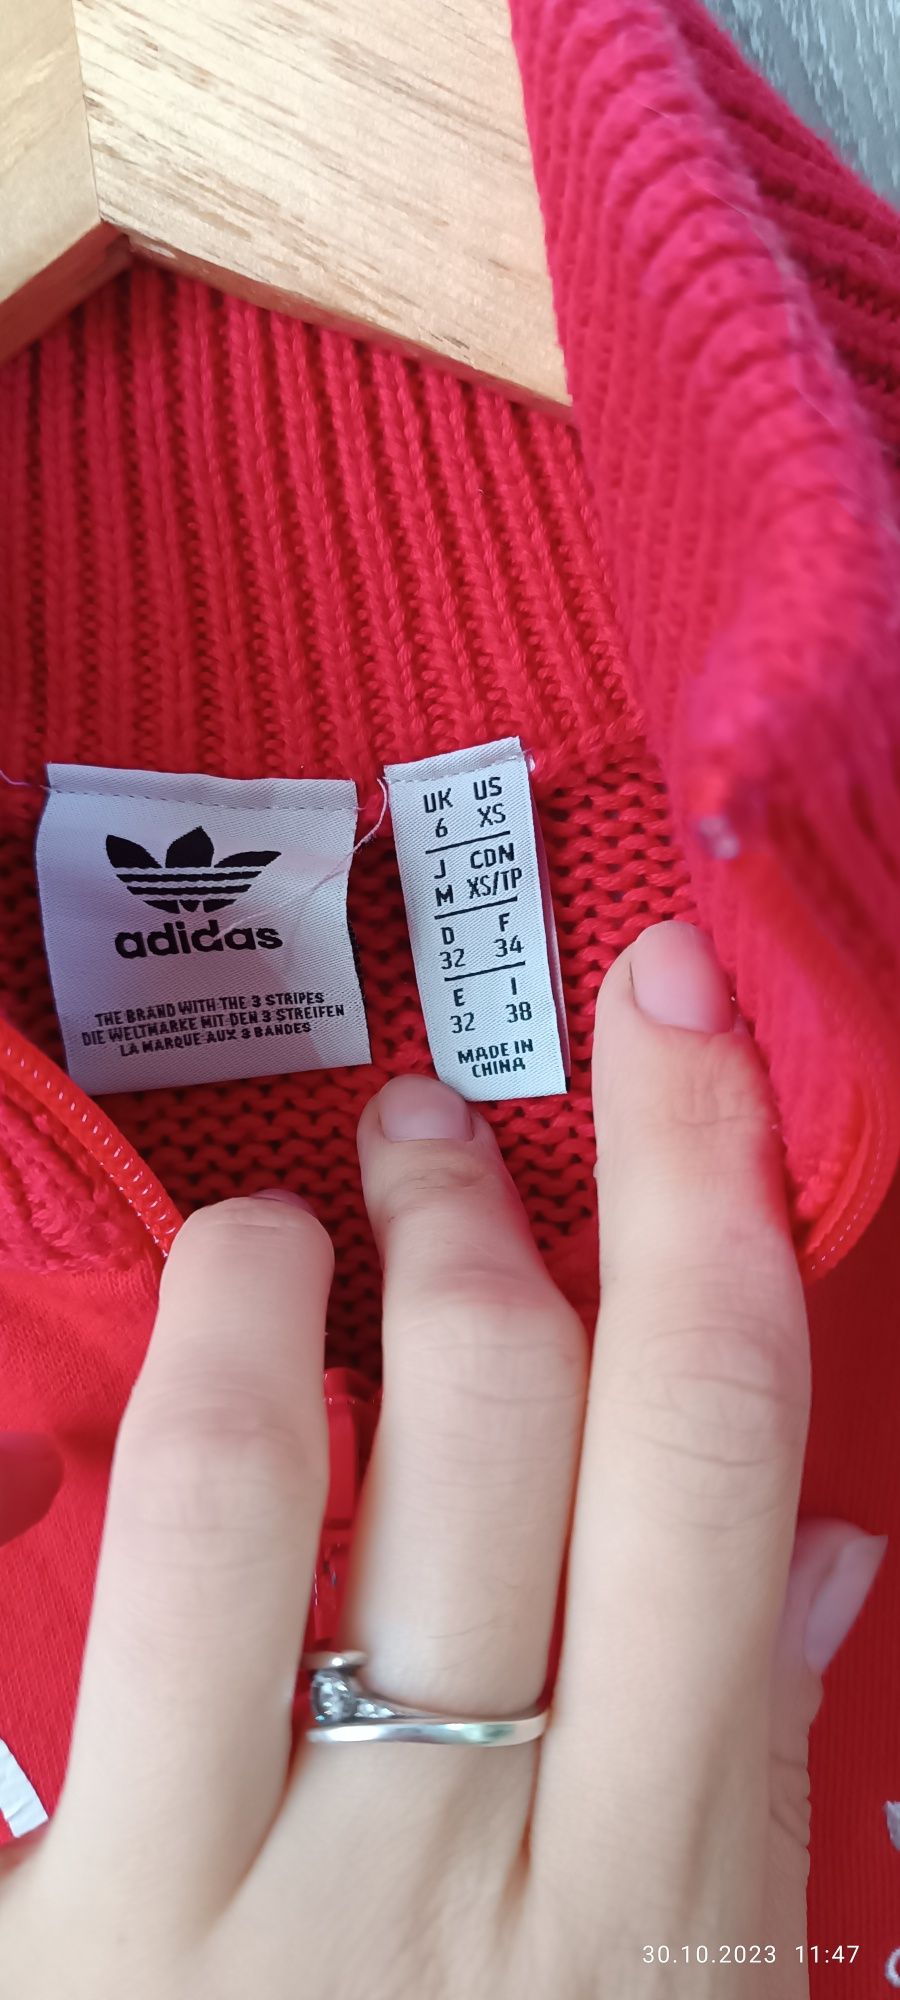 adidas
THE BRAND WITH THE 3 STRIPES
DIE WELTMARKE MIT DEN 3 STREIFEN
LA MARQUE AUX 3 BANDES
UK US
6 XS
J CDN
M XS/TP
D F
32 34
E I
32 38
MADE IN
CHINA
30.10.2023 11:47